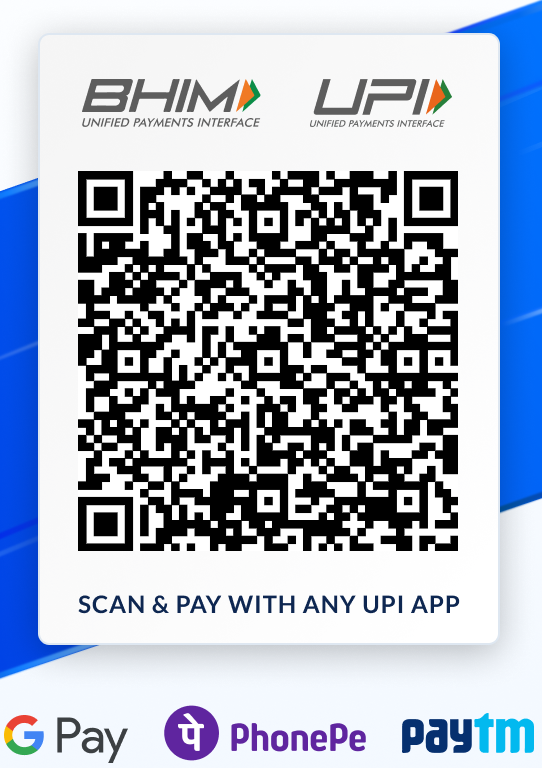 BHIM UPI
UNIFIED PAYMENTS INTERFACE UNIFIED PAYMENTS INTERFACE
SCAN & PAY WITH ANY UPI APP
G Pay पे PhonePe paytm